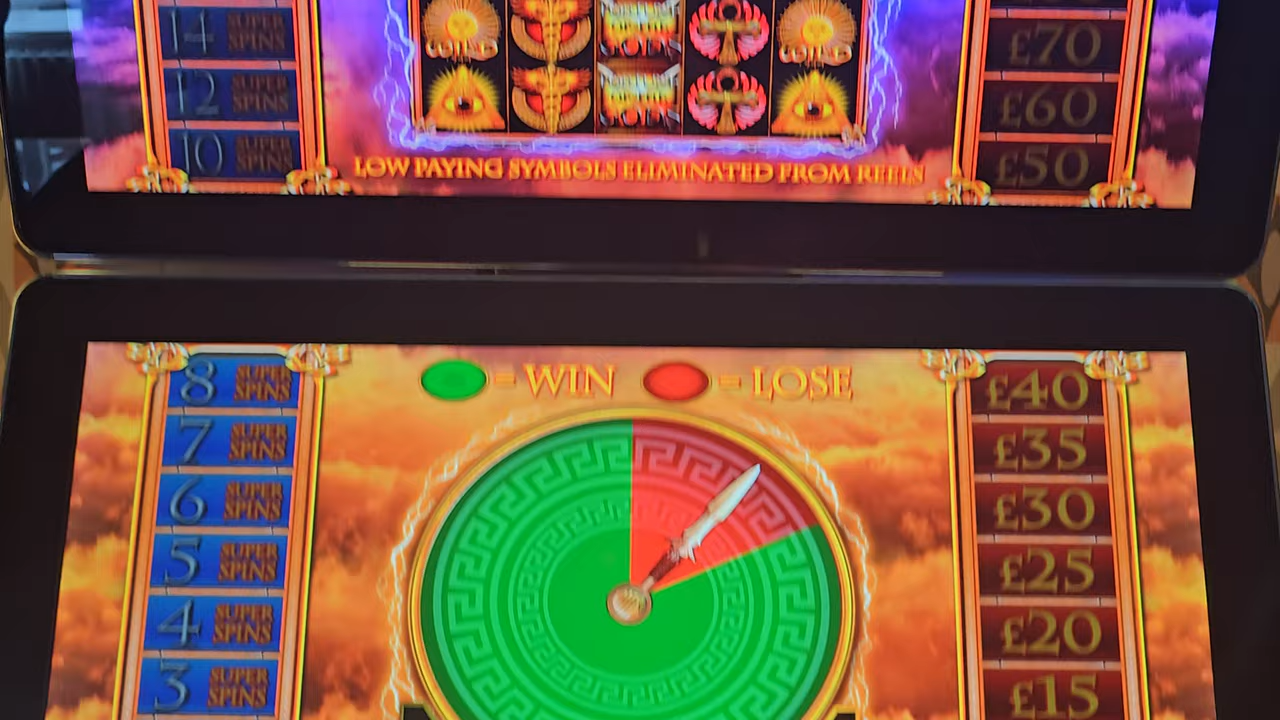 14 SUPER SPINS
12 SUPER SPINS
10 SUPER SPINS
WILD
WILD
£70
£60
£50
LOW PAYING SYMBOLS ELIMINATED FROM REELS
= WIN
= LOSE
8 SUPER SPINS
7 SUPER SPINS
6 SUPER SPINS
5 SUPER SPINS
4 SUPER SPINS
3 SUPER SPINS
£40
£35
£30
£25
£20
£15